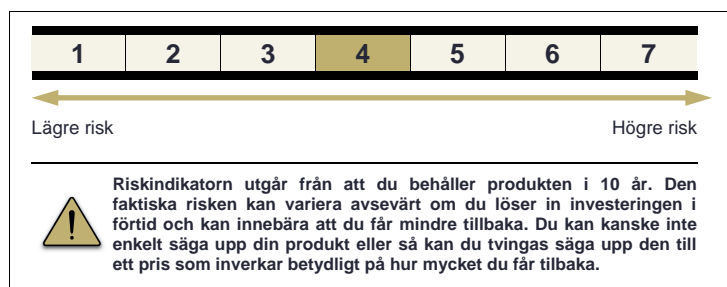 1 2 3 4 5 6 7
Lägre risk Högre risk
Riskindikatorn utgår från att du behåller produkten i 10 år. Den
faktiska risken kan variera avsevärt om du löser in investeringen i
förtid och kan innebära att du får mindre tillbaka. Du kan kanske inte
enkelt säga upp din produkt eller så kan du tvingas säga upp den till
ett pris som inverkar betydligt på hur mycket du får tilbaka.